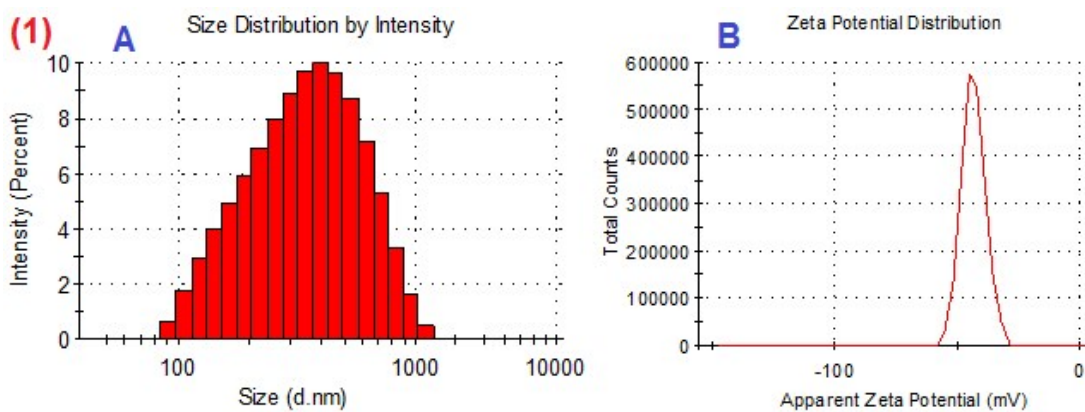 (1)
A
Size Distribution by Intensity
Intensity (Percent)
10
8
6
4
2
0
100
1000
10000
Size (d.nm)
B
Zeta Potential Distribution
Total Counts
600000
500000
400000
300000
200000
100000
0
-100
0
Apparent Zeta Potential (mV)